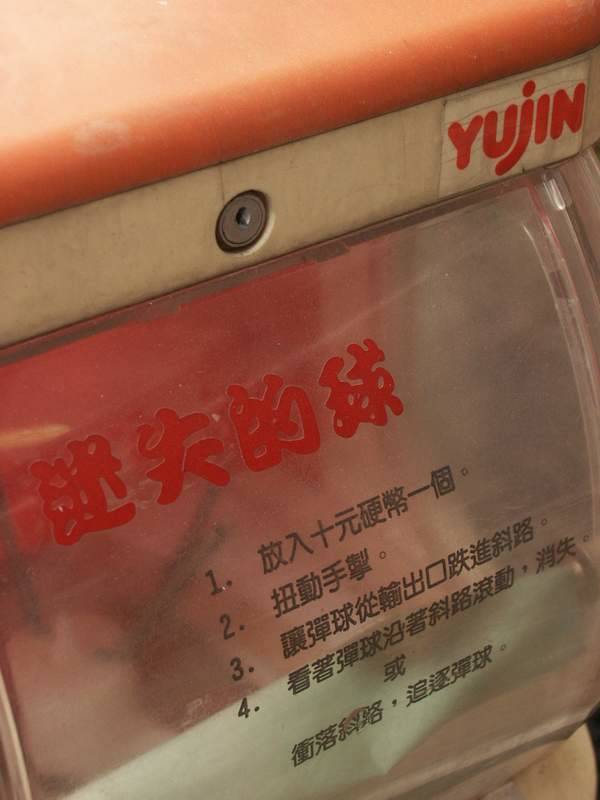 YUJIN
迷失的球
1. 放入十元硬幣一個。
2. 扭動手掣。
3. 讓彈球從輸出口跌進斜路。
4. 看著彈球沿著斜路滾動，消失。
或
衝落斜路，追逐彈球。